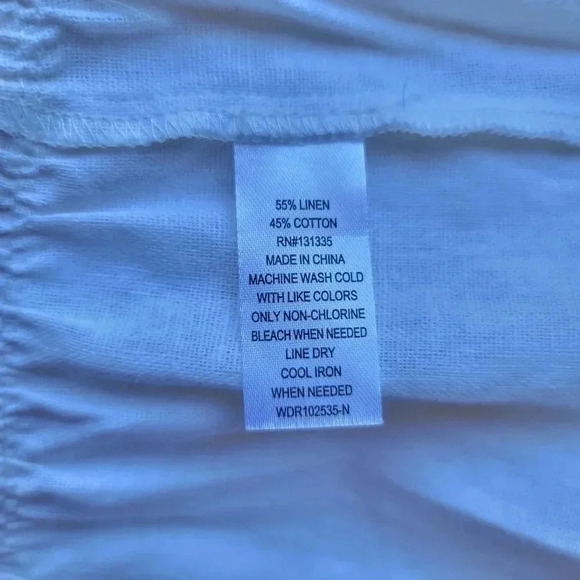 55% LINEN
45% COTTON
RN#131335
MADE IN CHINA
MACHINE WASH COLD
WITH LIKE COLORS
ONLY NON-CHLORINE
BLEACH WHEN NEEDED
LINE DRY
COOL IRON
WHEN NEEDED
WDR102535-N